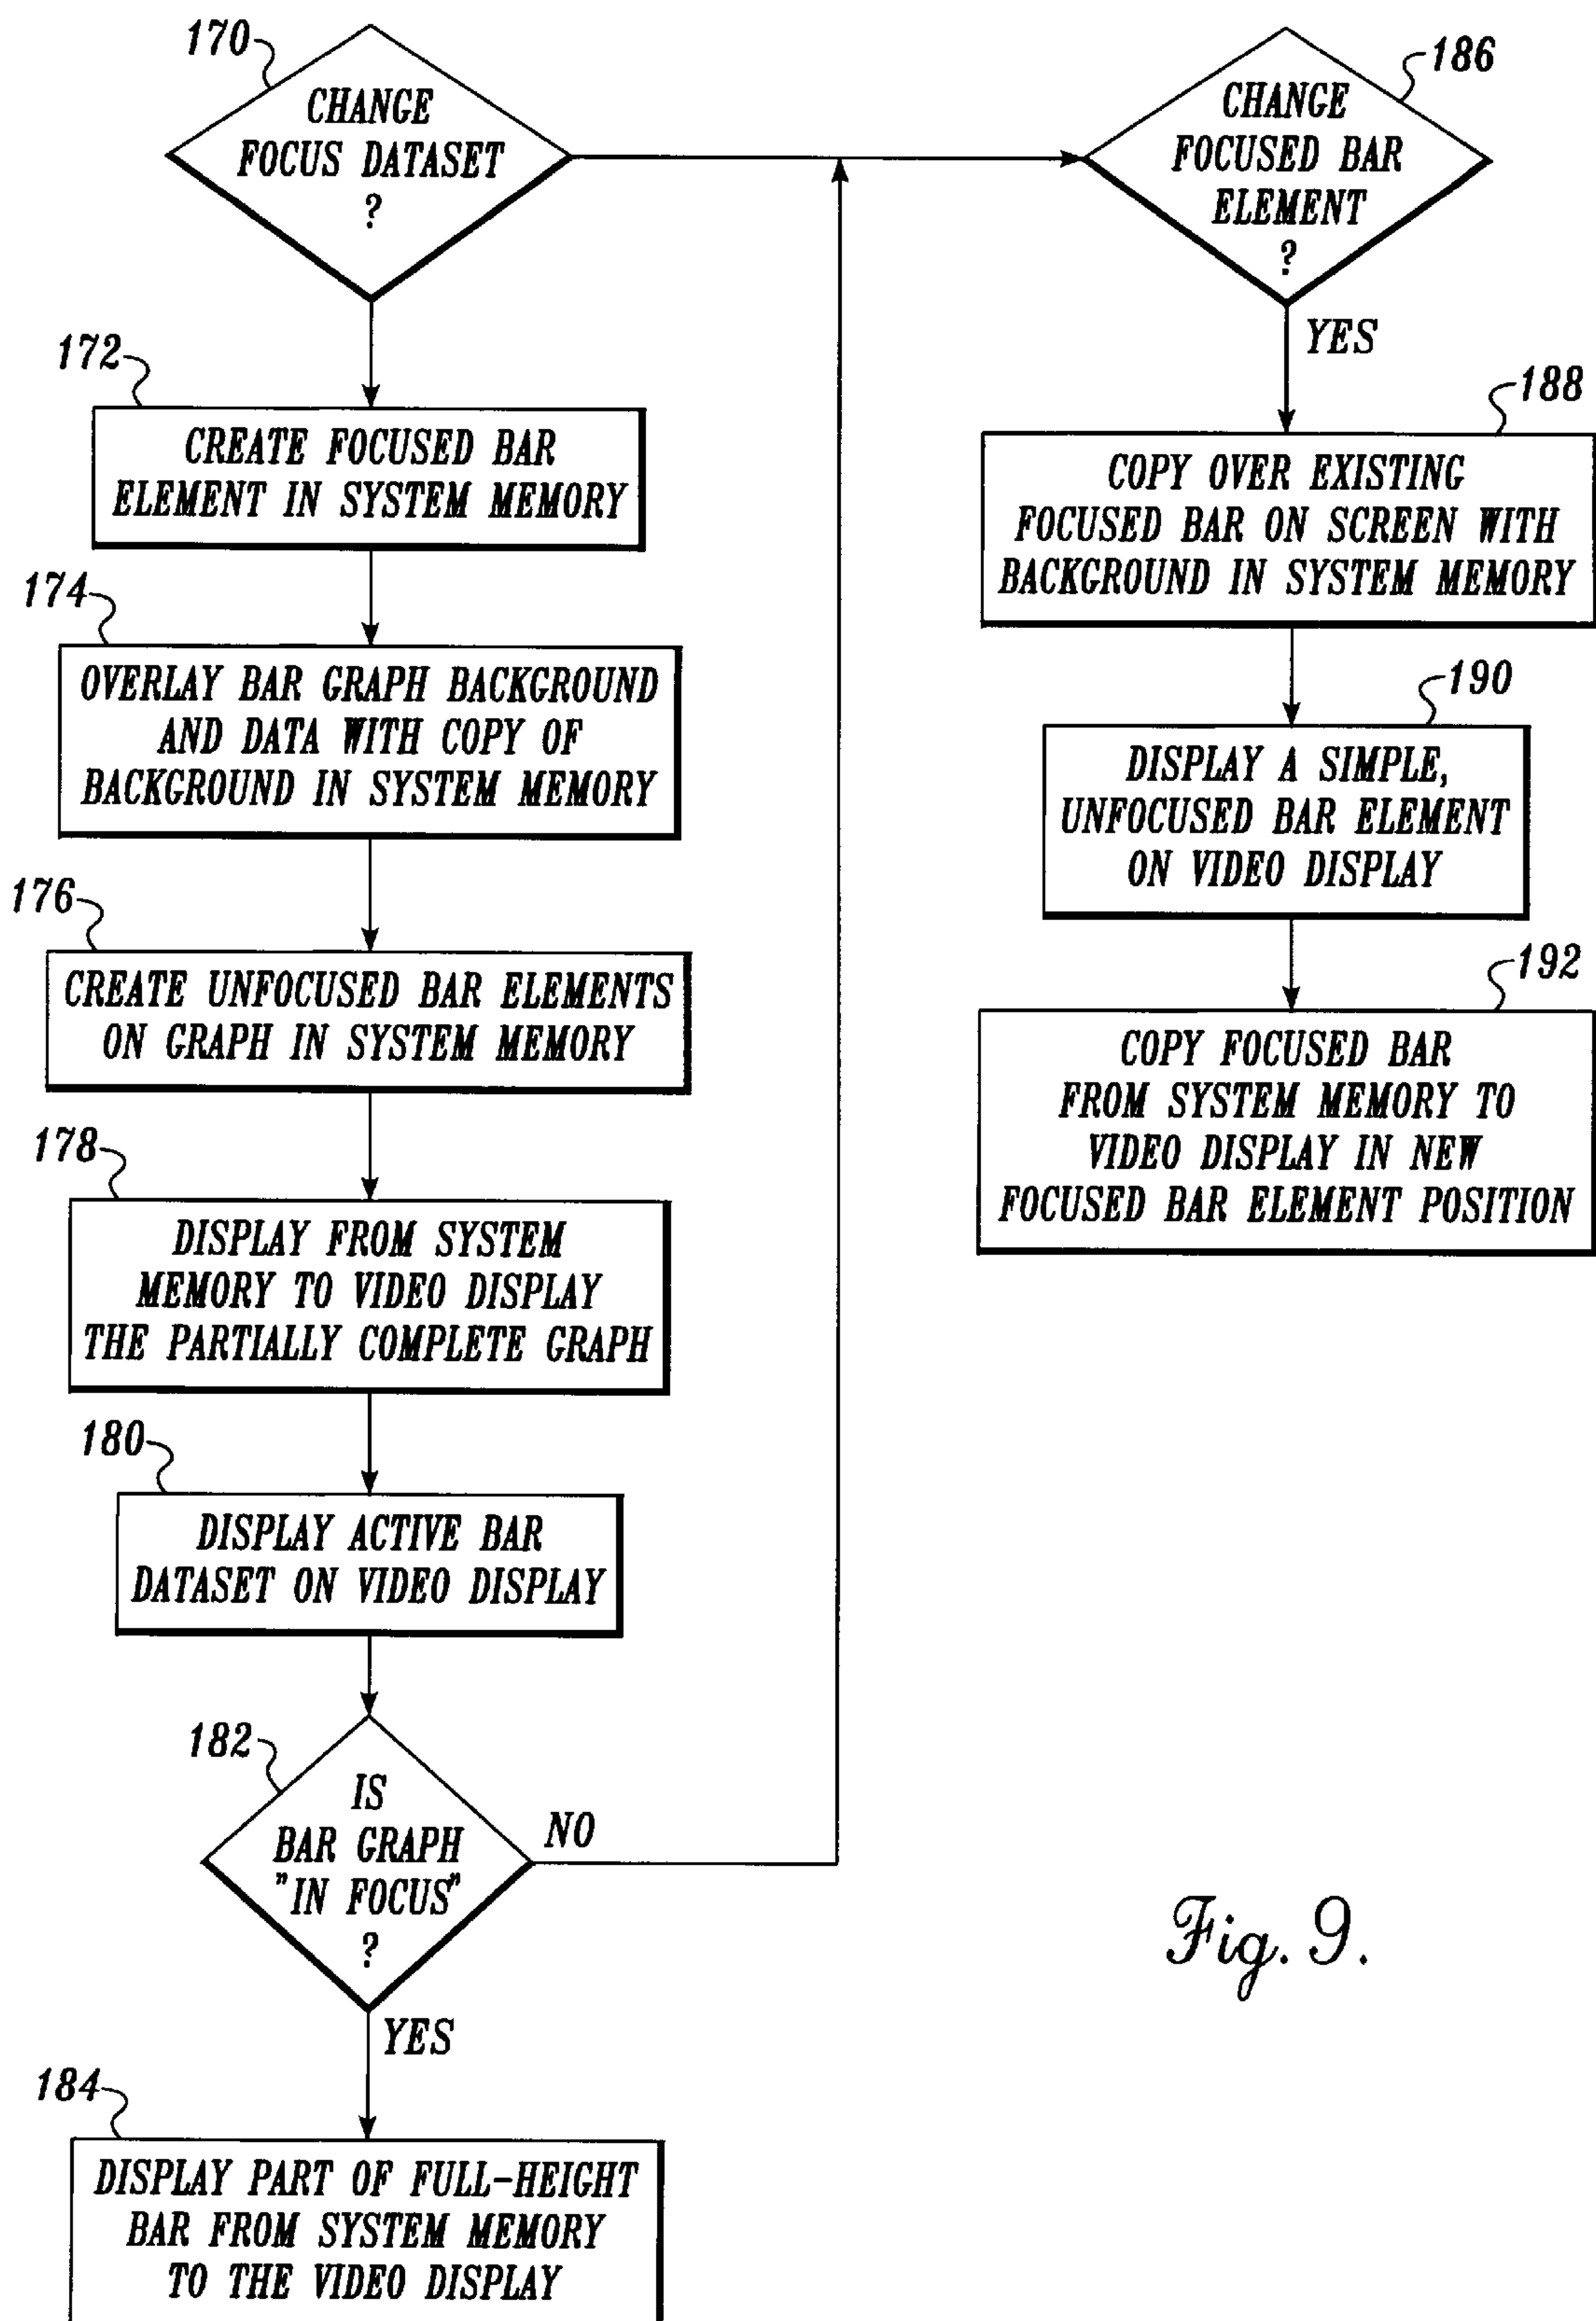 170
CHANGE
FOCUS DATASET
?
172
CREATE FOCUSED BAR
ELEMENT IN SYSTEM MEMORY
174
OVERLAY BAR GRAPH BACKGROUND
AND DATA WITH COPY OF
BACKGROUND IN SYSTEM MEMORY
176
CREATE UNFOCUSED BAR ELEMENTS
ON GRAPH IN SYSTEM MEMORY
178
DISPLAY FROM SYSTEM
MEMORY TO VIDEO DISPLAY
THE PARTIALLY COMPLETE GRAPH
180
DISPLAY ACTIVE BAR
DATASET ON VIDEO DISPLAY
182
IS
BAR GRAPH
"IN FOCUS"
?
NO
YES
184
DISPLAY PART OF FULL-HEIGHT
BAR FROM SYSTEM MEMORY
TO THE VIDEO DISPLAY
186
CHANGE
FOCUSED BAR
ELEMENT
?
YES
188
COPY OVER EXISTING
FOCUSED BAR ON SCREEN WITH
BACKGROUND IN SYSTEM MEMORY
190
DISPLAY A SIMPLE,
UNFOCUSED BAR ELEMENT
ON VIDEO DISPLAY
192
COPY FOCUSED BAR
FROM SYSTEM MEMORY TO
VIDEO DISPLAY IN NEW
FOCUSED BAR ELEMENT POSITION
Fig. 9.